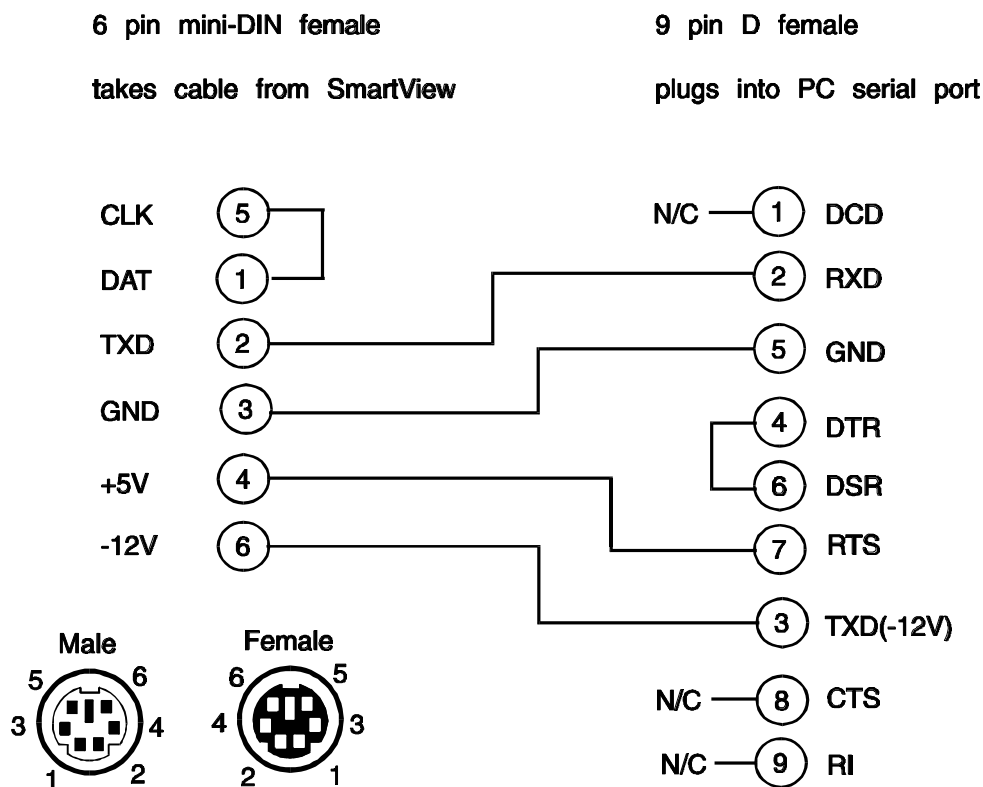 6 pin mini-DIN female
takes cable from SmartView
9 pin D female
plugs into PC serial port
CLK 5
DAT 1
TXD 2
GND 3
+5V 4
-12V 6
N/C 1 DCD
2 RXD
5 GND
4 DTR
6 DSR
7 RTS
3 TXD(-12V)
N/C 8 CTS
N/C 9 RI
Male
5 6
3 4
1 2
Female
6 5
4 3
2 1